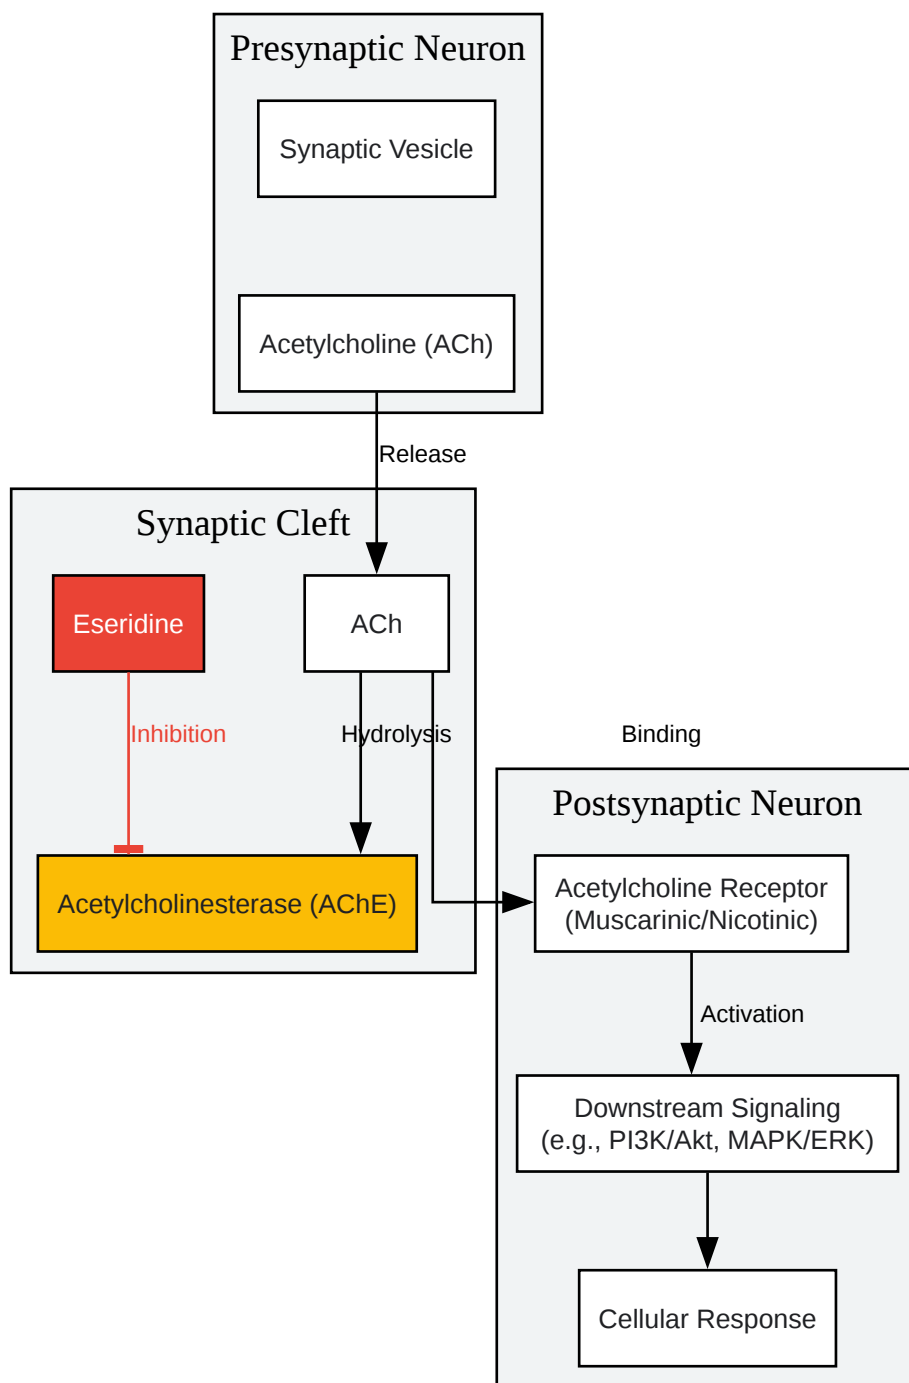 Presynaptic Neuron
Synaptic Vesicle
Acetylcholine (ACh)
Release
Synaptic Cleft
Eseridine
ACh
Inhibition
Hydrolysis
Binding
Acetylcholinesterase (AChE)
Postsynaptic Neuron
Acetylcholine Receptor
(Muscarinic/Nicotinic)
Activation
Downstream Signaling
(e.g., PI3K/Akt, MAPK/ERK)
Cellular Response